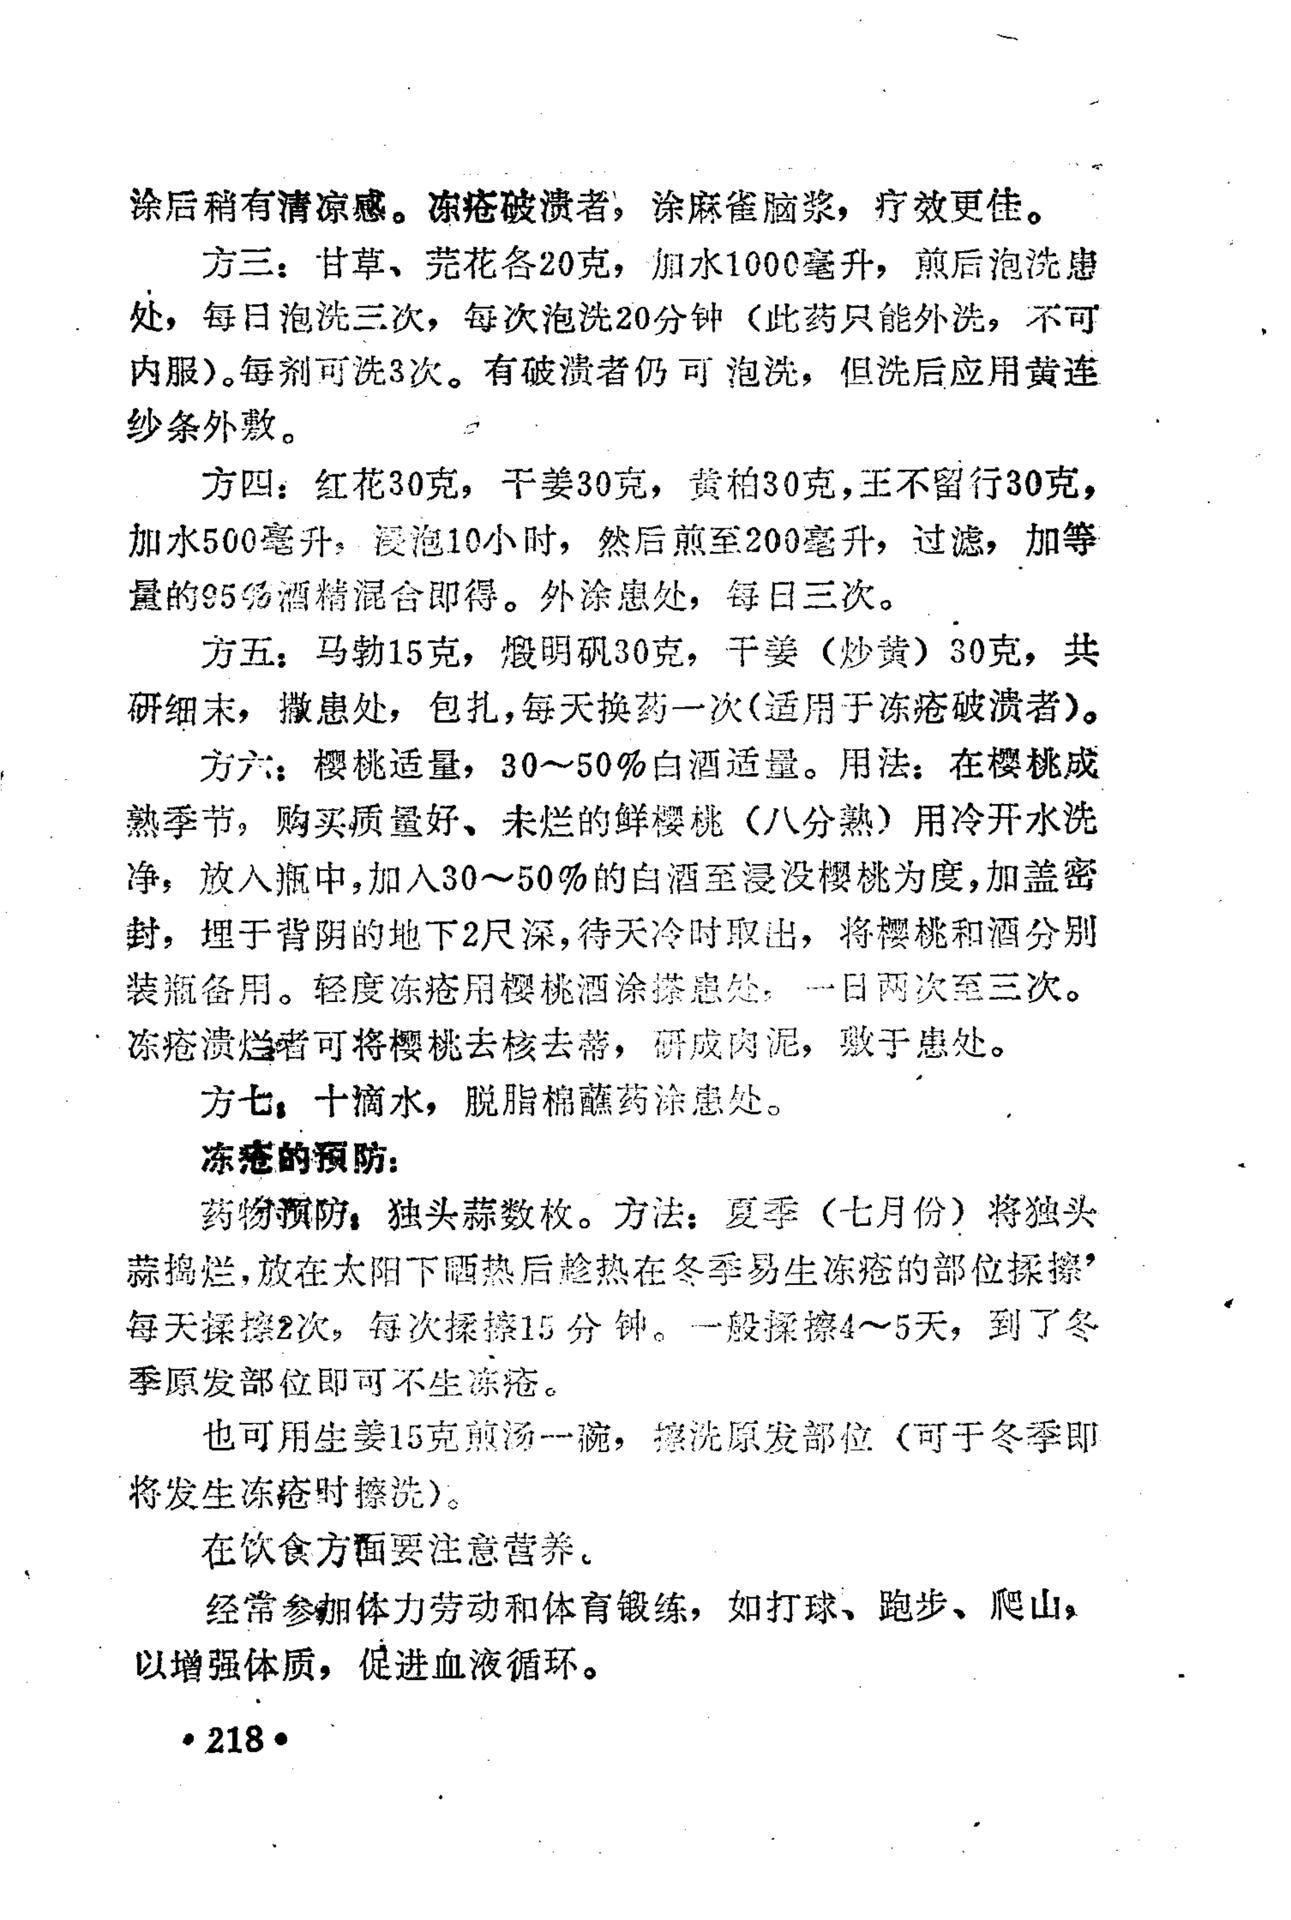 涂后稍有清凉感。冻疮破溃者，涂麻雀脑浆，疗效更佳。
方三：甘草、芫花各20克，加水1000毫升，煎后泡洗患
处，每日泡洗三次，每次泡洗20分钟（此药只能外洗，不可
内服）。每剂可洗3次。有破溃者仍可泡洗，但洗后应用黄连
纱条外敷。
方四：红花30克，干姜30克，黄柏30克，王不留行30克，
加水500毫升，浸泡10小时，然后煎至200毫升，过滤，加等
量的95%酒精混合即得。外涂患处，每日三次。
方五：马勃15克，煅明矾30克，干姜（炒黄）30克，共
研细末，撒患处，包扎，每天换药一次（适用于冻疮破溃者）。
方六：樱桃适量，30～50%白酒适量。用法：在樱桃成
熟季节，购买质量好、未烂的鲜樱桃（八分熟）用冷开水洗
净，放入瓶中，加入30～50%的白酒至浸没樱桃为度，加盖密
封，埋于背阴的地下2尺深，待天冷时取出，将樱桃和酒分别
装瓶备用。轻度冻疮用樱桃酒涂搽患处，一日两次至三次。
冻疮溃烂者可将樱桃去核去蒂，研成肉泥，敷于患处。
方七：十滴水，脱脂棉蘸药涂患处。
冻疮的预防：
药物预防：独头蒜数枚。方法：夏季（七月份）将独头
蒜捣烂，放在太阳下晒热后趁热在冬季易生冻疮的部位揉擦，
每天揉擦2次，每次揉擦15分钟。一般揉擦4～5天，到了冬
季原发部位即可不生冻疮。
也可用生姜15克煎汤一碗，擦洗原发部位（可于冬季即
将发生冻疮时擦洗）。
在饮食方面要注意营养。
经常参加体力劳动和体育锻练，如打球、跑步、爬山，
以增强体质，促进血液循环。
•218•